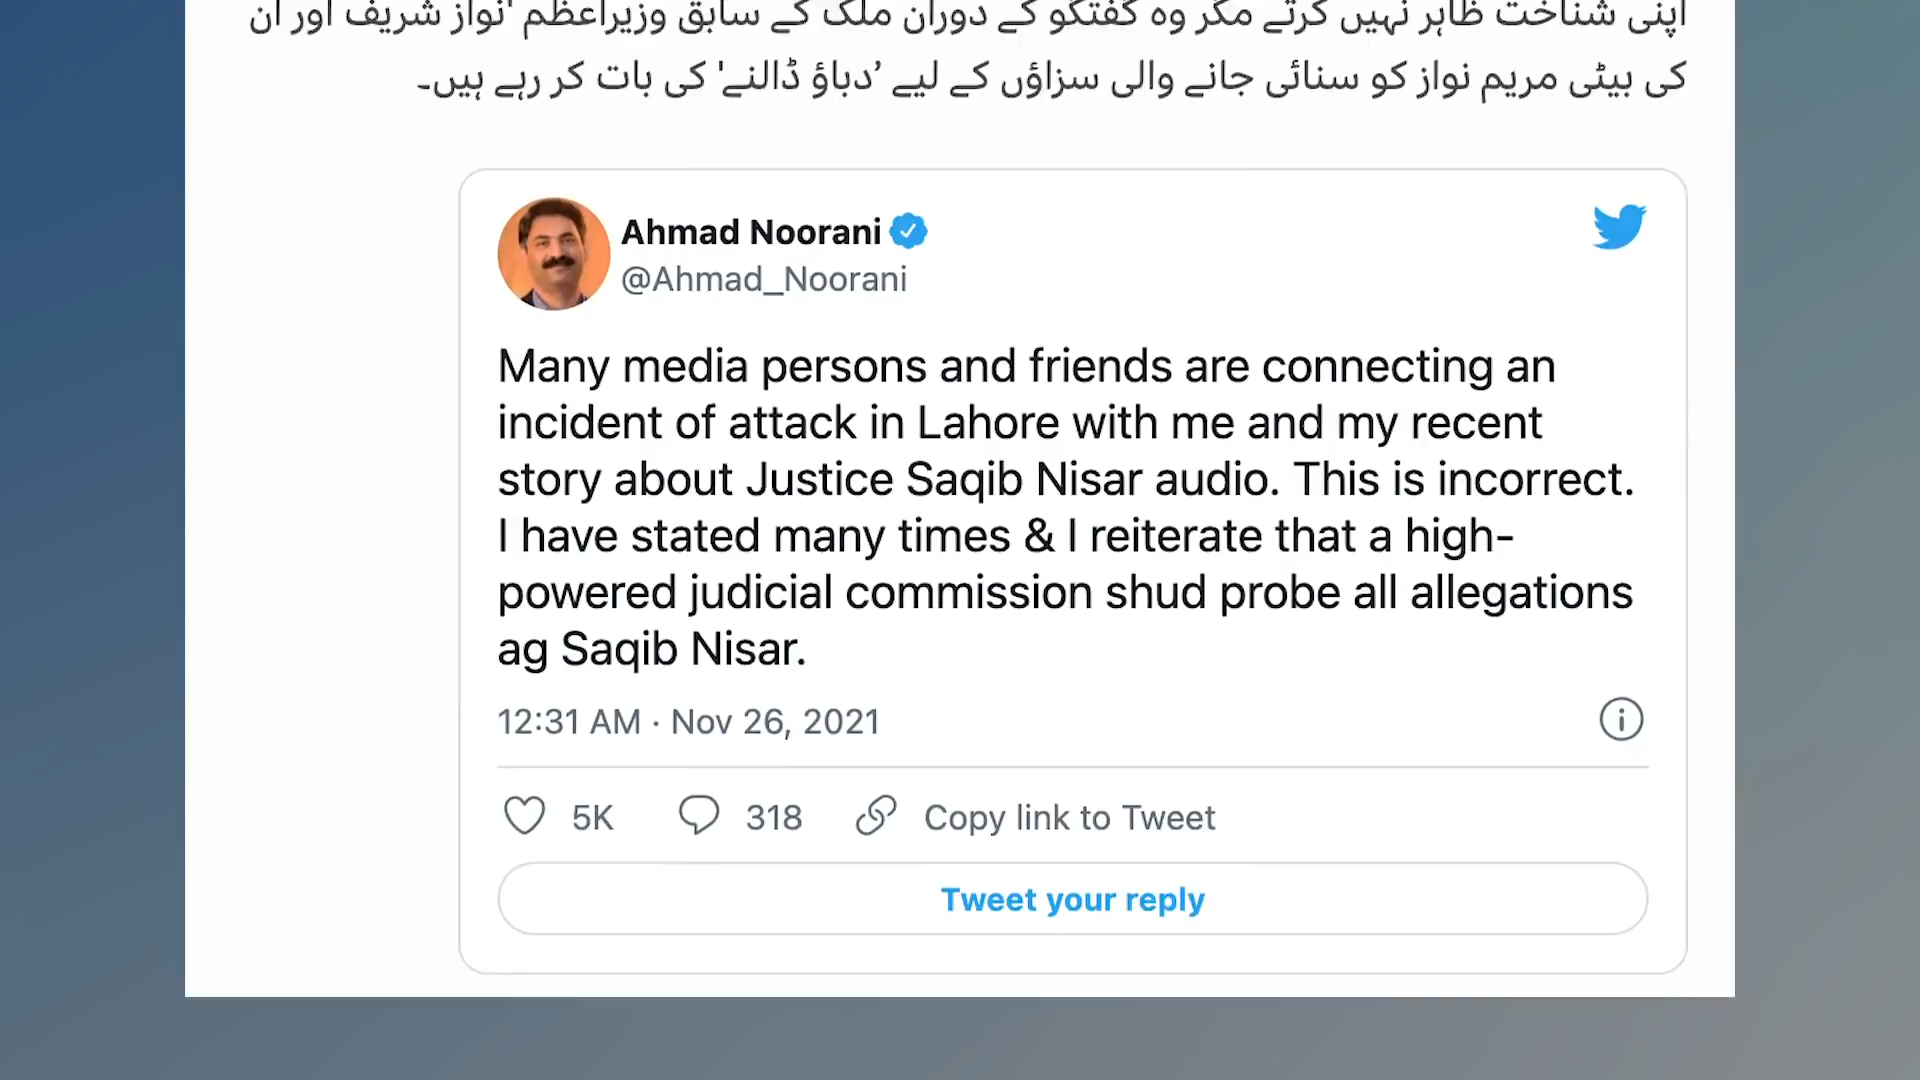 اپنی شناخت ظاہر نہیں کرتے مگر وہ گفتگو کے دوران ملک کے سابق وزیراعظم 'نواز شریف اور ان
کی بیٹی مریم نواز کو سنائی جانے والی سزاؤں کے لیے ’دباؤ ڈالنے' کی بات کر رہے ہیں۔
Ahmad Noorani
@Ahmad_Noorani
Many media persons and friends are connecting an
incident of attack in Lahore with me and my recent
story about Justice Saqib Nisar audio. This is incorrect.
I have stated many times & I reiterate that a high-
powered judicial commission shud probe all allegations
ag Saqib Nisar.
12:31 AM · Nov 26, 2021
5K 318 Copy link to Tweet
Tweet your reply